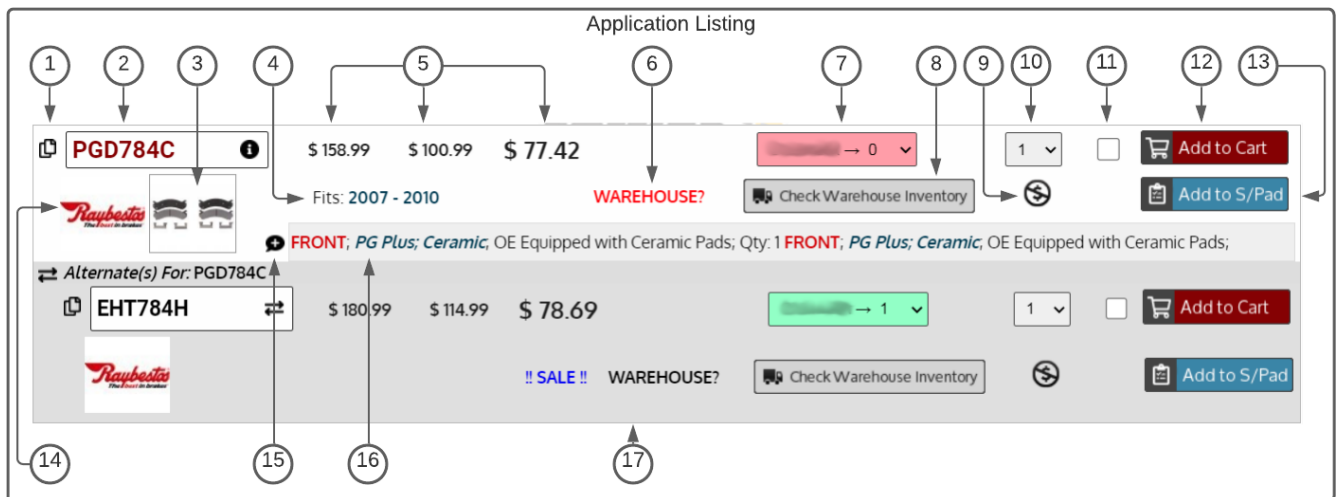 Application Listing
1 2 3 4 5 6 7 8 9 10 11 12 13
PGD784C $ 158.99 $ 100.99 $ 77.42 → 0 1 Add to Cart
Raybestos The best in brakes Fits: 2007 - 2010 WAREHOUSE? Check Warehouse Inventory Add to S/Pad
FRONT; PG Plus; Ceramic; OE Equipped with Ceramic Pads; Qty: 1 FRONT; PG Plus; Ceramic; OE Equipped with Ceramic Pads;
Alternate(s) For: PGD784C
EHT784H $ 180.99 $ 114.99 $ 78.69 → 1 1 Add to Cart
Raybestos The best in brakes !! SALE !! WAREHOUSE? Check Warehouse Inventory Add to S/Pad
14 15 16 17